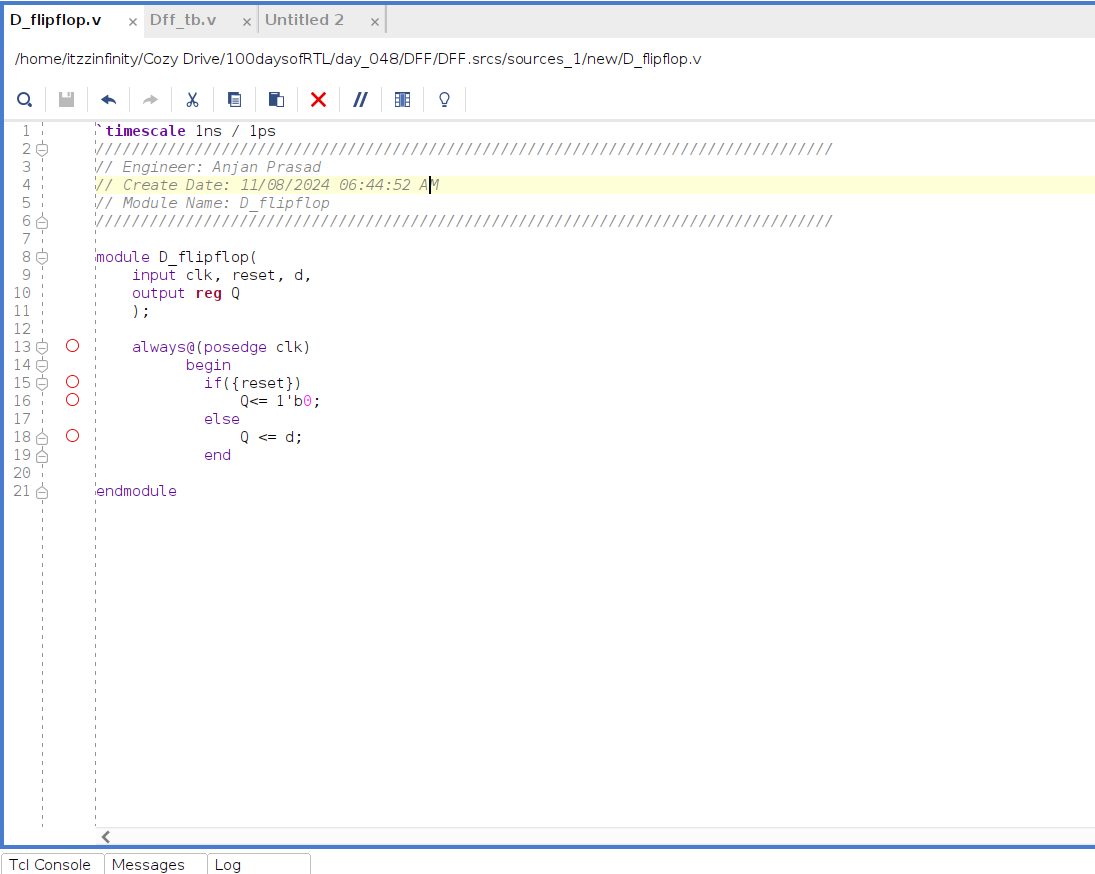 D_flipflop.v × Dff_tb.v × Untitled 2 ×
/home/itzzinfinity/Cozy Drive/100daysofRTL/day_048/DFF/DFF.srcs/sources_1/new/D_flipflop.v
1 `timescale 1ns / 1ps
2 //////////////////////////////////////////////////////////////////////////////////
3 // Engineer: Anjan Prasad
4 // Create Date: 11/08/2024 06:44:52 AM
5 // Module Name: D_flipflop
6 //////////////////////////////////////////////////////////////////////////////////
7
8 module D_flipflop(
9     input clk, reset, d,
10     output reg Q
11     );
12
13     always@(posedge clk)
14           begin
15             if({reset})
16                 Q<= 1'b0;
17             else
18                 Q <= d;
19             end
20
21 endmodule
Tcl Console Messages Log